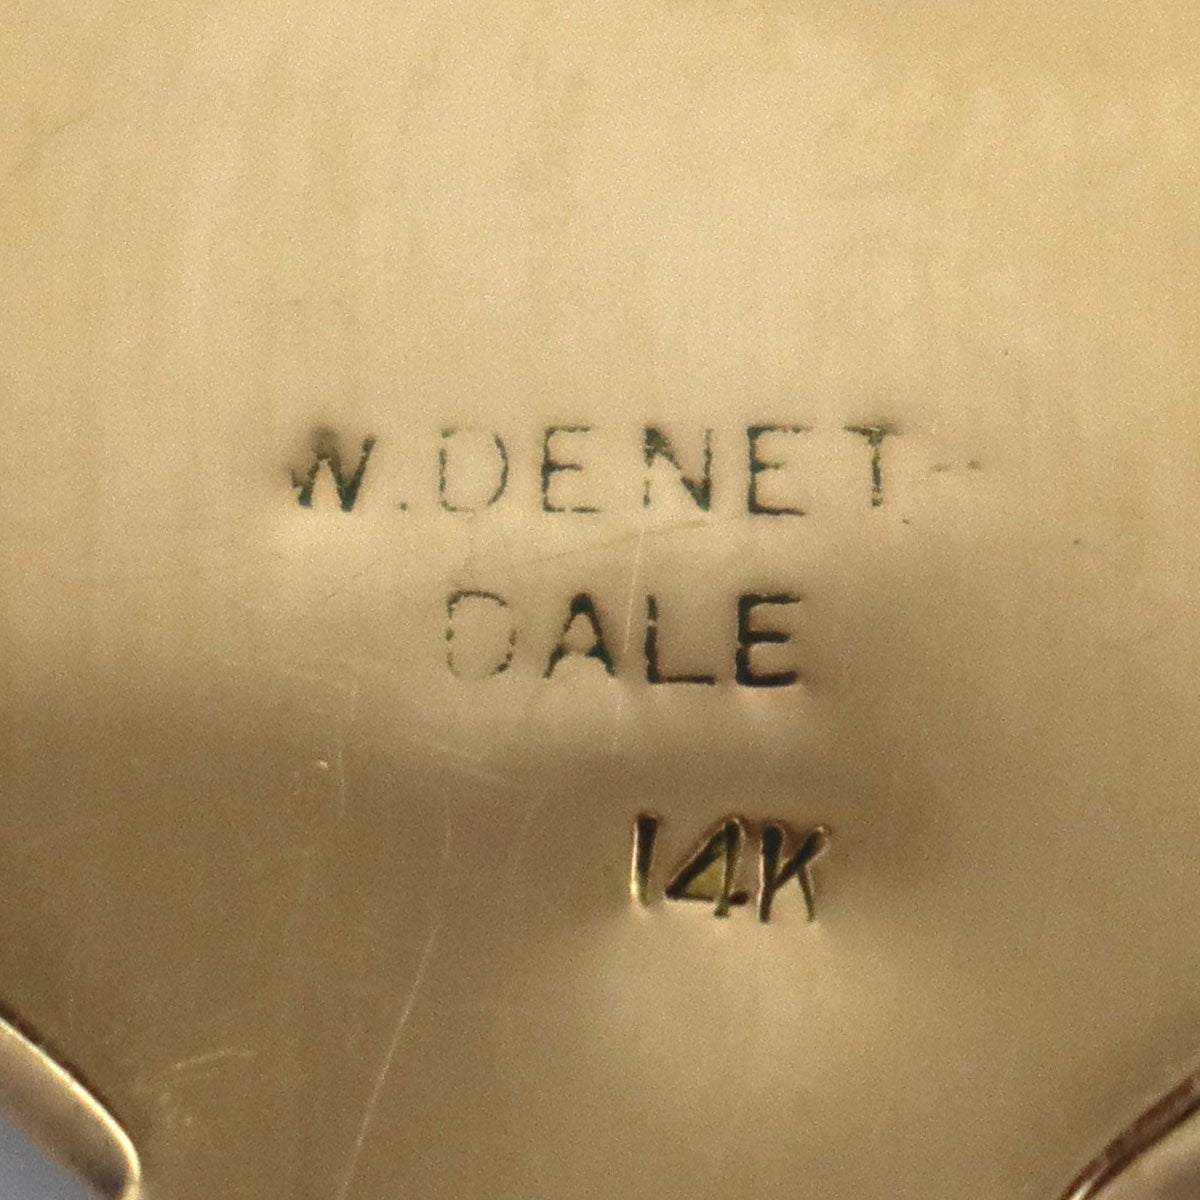 W. DENET-
DALE
14K